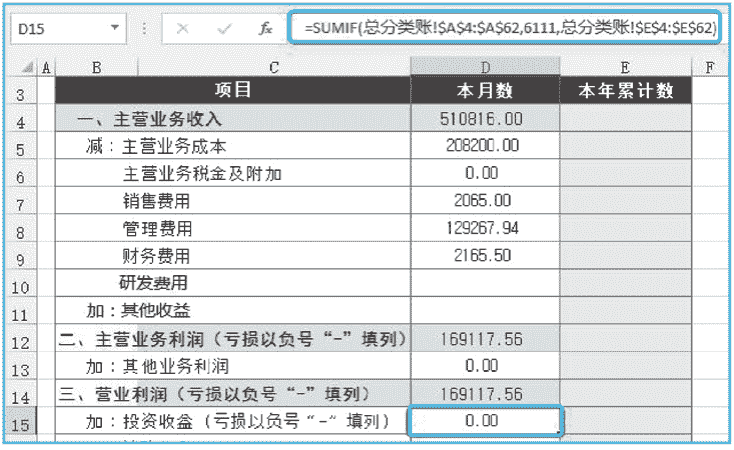 D15 fx =SUMIF(总分类账!$A$4:$A$62,6111,总分类账!$E$4:$E$62)
A B C D E F
3 项目 本月数 本年累计数
4 一、主营业务收入 510816.00
5 减：主营业务成本 208200.00
6 主营业务税金及附加 0.00
7 销售费用 2065.00
8 管理费用 129267.94
9 财务费用 2165.50
10 研发费用
11 加：其他收益
12 二、主营业务利润（亏损以负号“-”填列） 169117.56
13 加：其他业务利润 0.00
14 三、营业利润（亏损以负号“-”填列） 169117.56
15 加：投资收益（亏损以负号“-”填列） 0.00